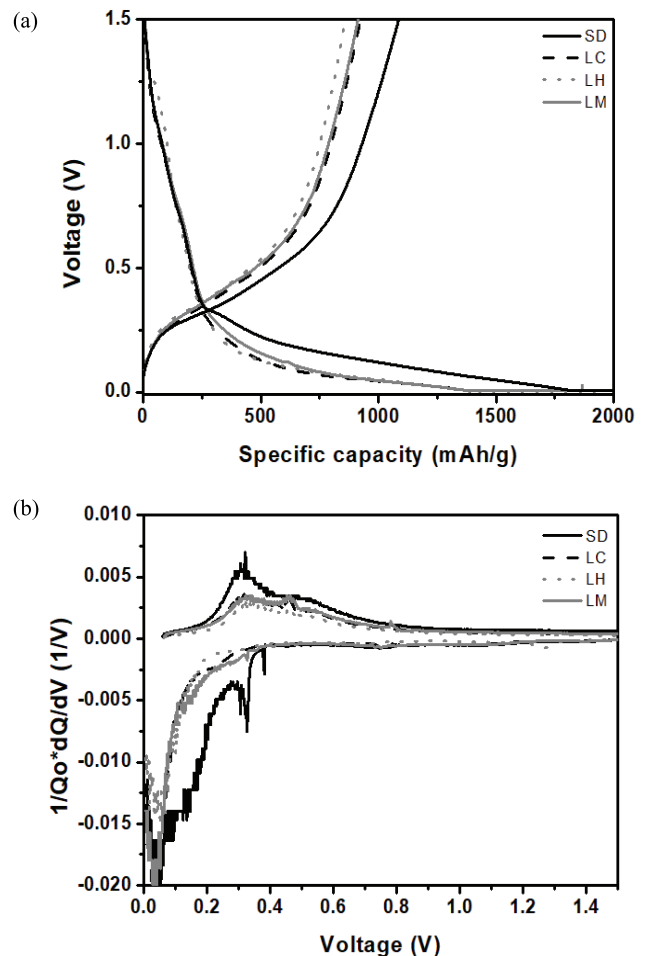 (a)
1.5
1.0
0.5
0.0
Voltage (V)
SD
LC
LH
LM
0
500
1000
1500
2000
Specific capacity (mAh/g)
(b)
0.010
0.005
0.000
-0.005
-0.010
-0.015
-0.020
1/Qo*dQ/dV (1/V)
SD
LC
LH
LM
0.0
0.2
0.4
0.6
0.8
1.0
1.2
1.4
Voltage (V)